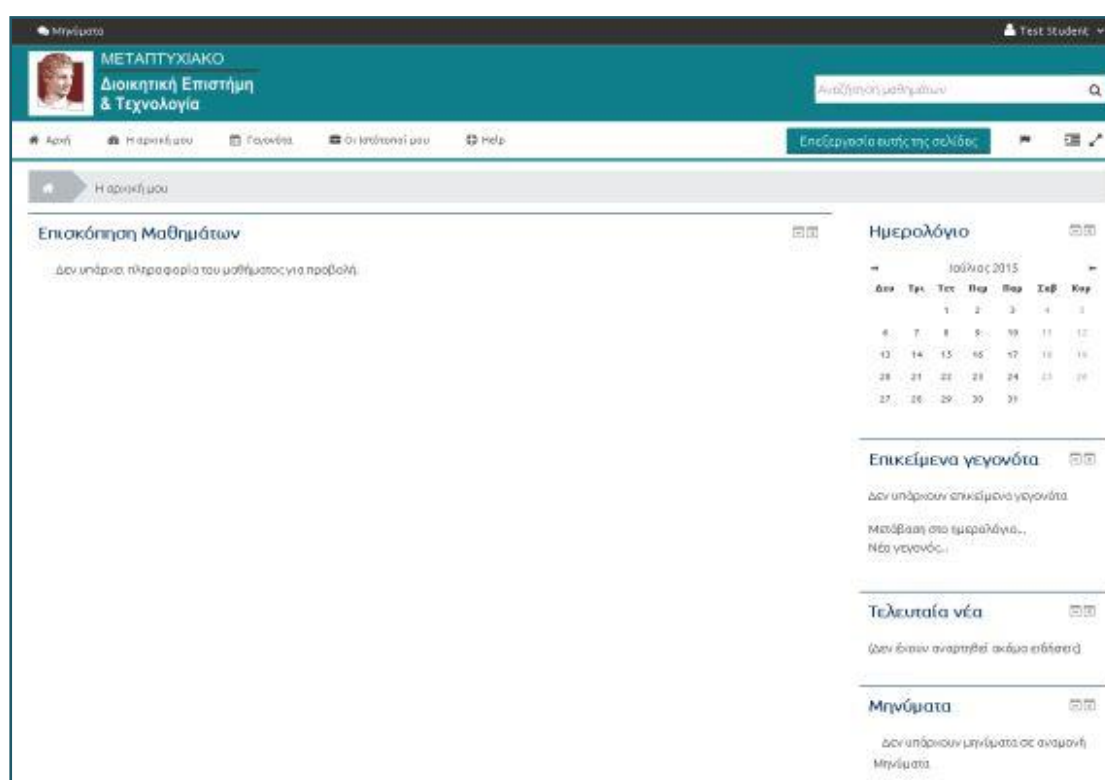 Μηνύματα
Test Student
ΜΕΤΑΠΤΥΧΙΑΚΟ
Διοικητική Επιστήμη
& Τεχνολογία
Αναζήτηση μαθημάτων
Αρχή Η αρχική μου Γεγονότα Οι Ιστότοποί μου Help Επεξεργασία αυτής της σελίδας
Η αρχική μου
Επισκόπηση Μαθημάτων
Δεν υπάρχει πληροφορία του μαθήματος για προβολή.
Ημερολόγιο
Ιούλιος 2015
Δευ Τρι Τετ Πεμ Παρ Σαβ Κυρ
1 2 3 4 5
6 7 8 9 10 11 12
13 14 15 16 17 18 19
20 21 22 23 24 25 26
27 28 29 30 31
Επικείμενα γεγονότα
Δεν υπάρχουν επικείμενα γεγονότα
Μετάβαση στο ημερολόγιο...
Νέο γεγονός...
Τελευταία νέα
(Δεν έχουν αναρτηθεί ακόμα ειδήσεις)
Μηνύματα
Δεν υπάρχουν μηνύματα σε αναμονή
Μηνύματα